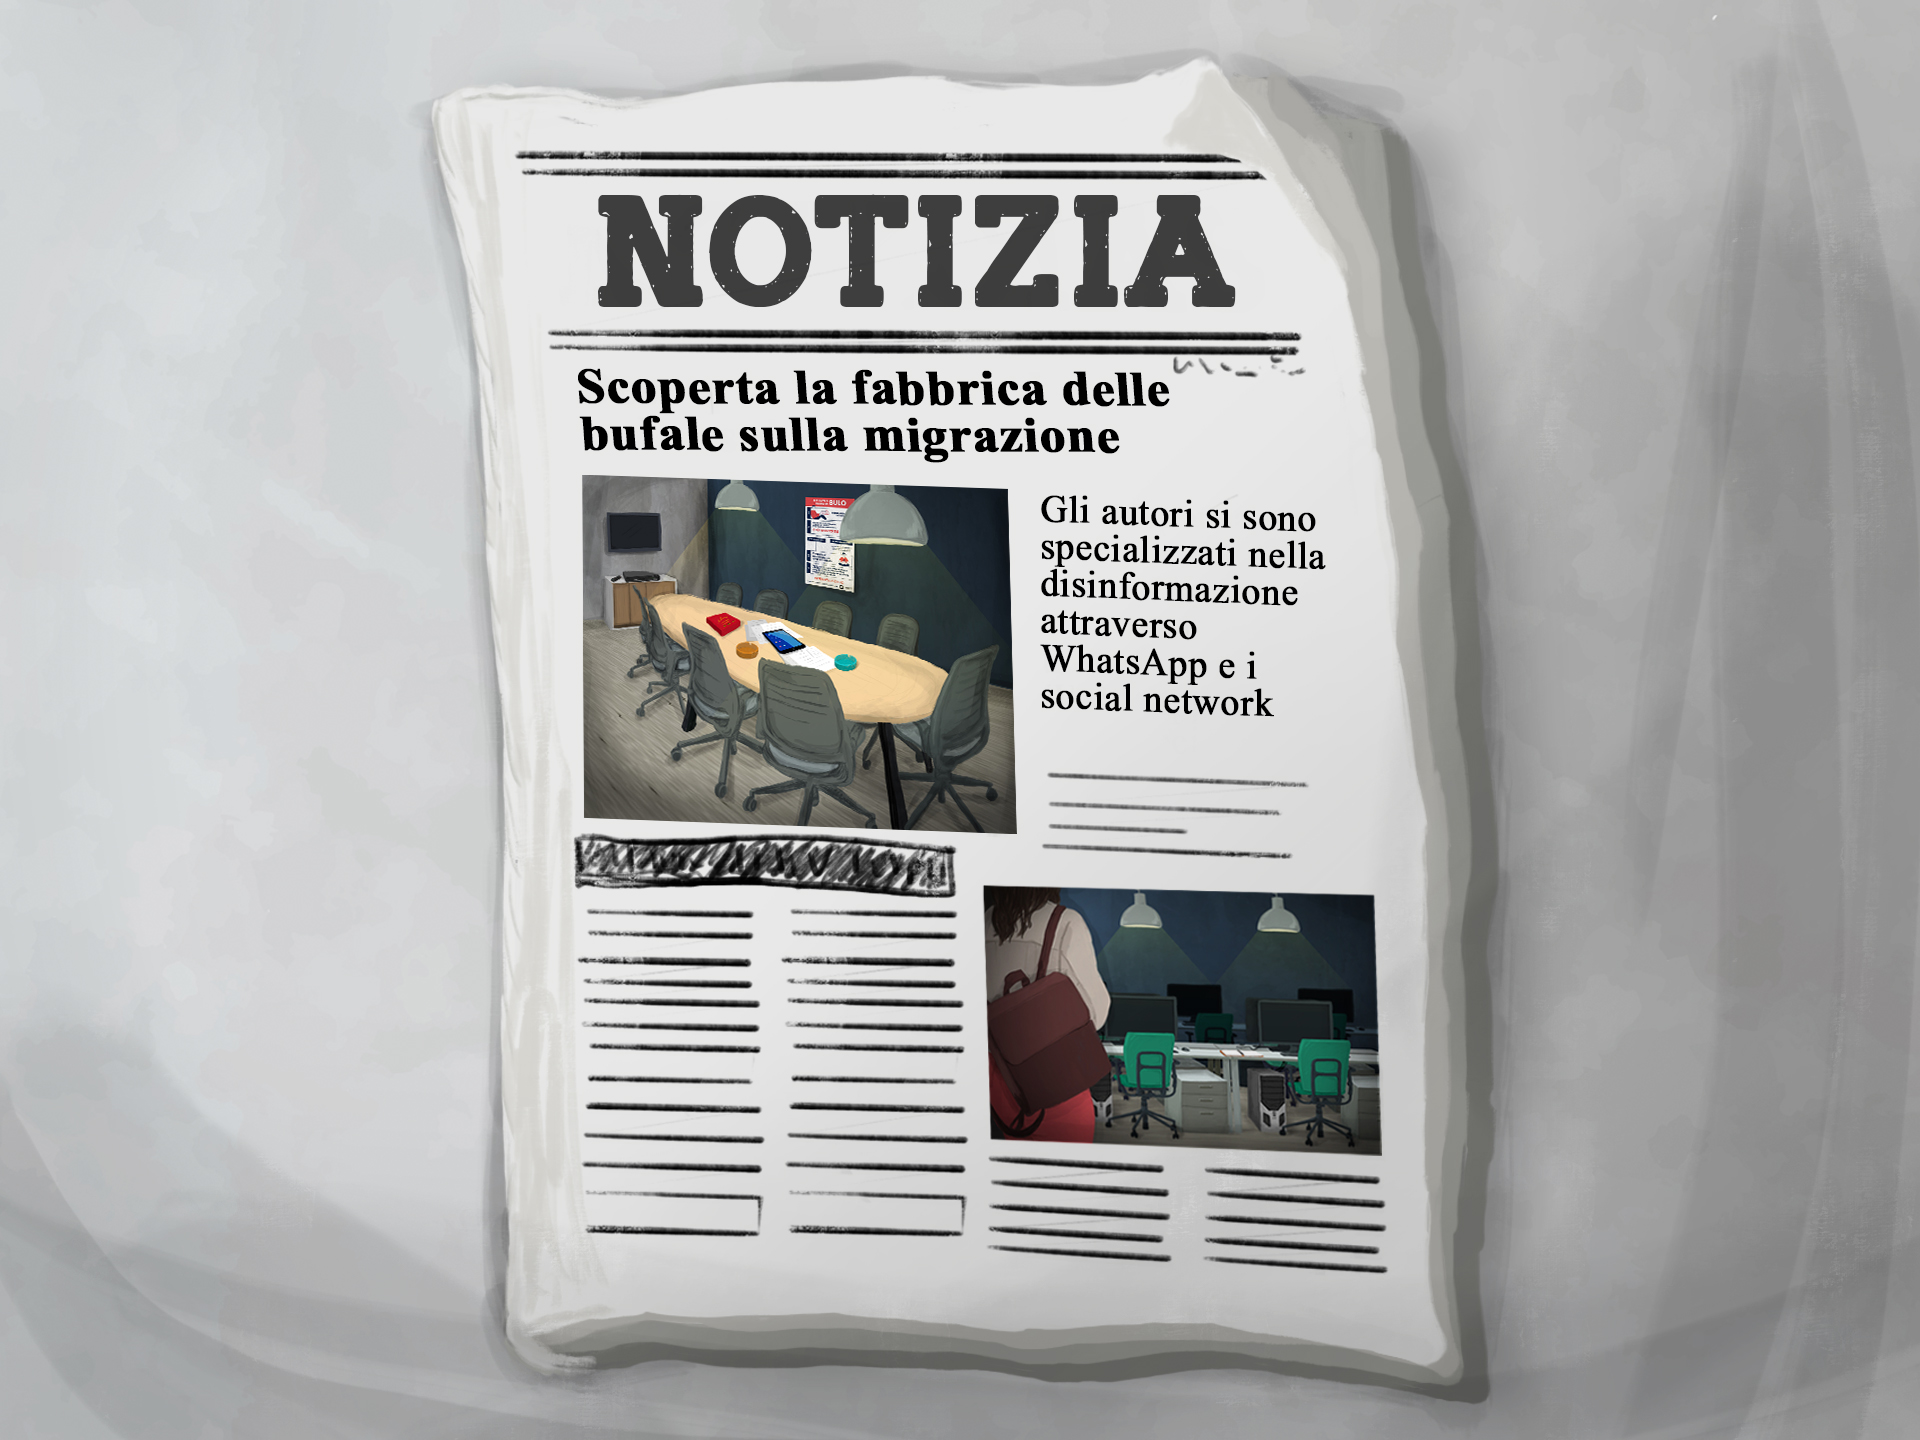 NOTIZIA
Scoperta la fabbrica delle
bufale sulla migrazione
BULO
Gli autori si sono
specializzati nella
disinformazione
attraverso
WhatsApp e i
social network